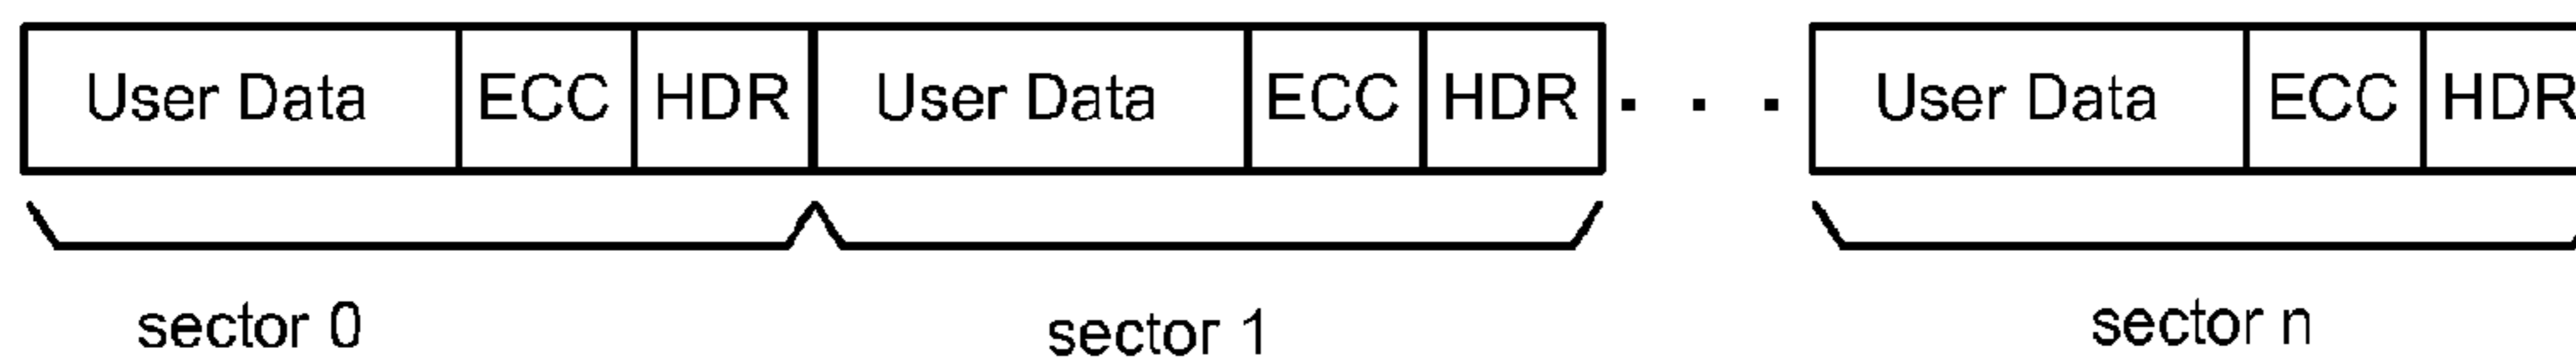 User Data ECC HDR User Data ECC HDR . . . User Data ECC HDR
sector 0 sector 1 sector n